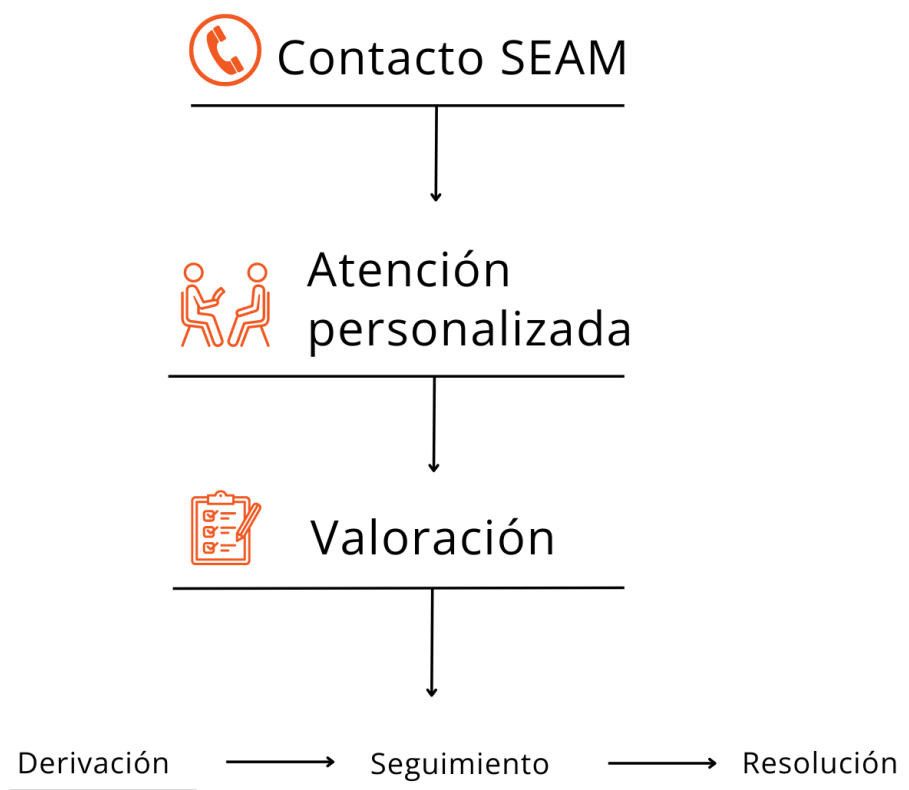 Contacto SEAM
Atención
personalizada
Valoración
Derivación
Seguimiento
Resolución